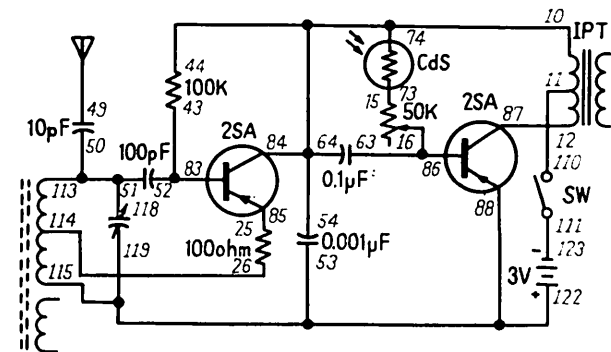 10
IPT
74
44
CdS
11
100K
73
15
50K
43
2SA
87
49
10pF
50
100pF
2SA
84
64
63
16
12
113
51
52
83
86
110
118
0.1μF
SW
114
85
88
25
54
111
119
100ohm
0.001μF
123
115
26
53
-
3V
+
122